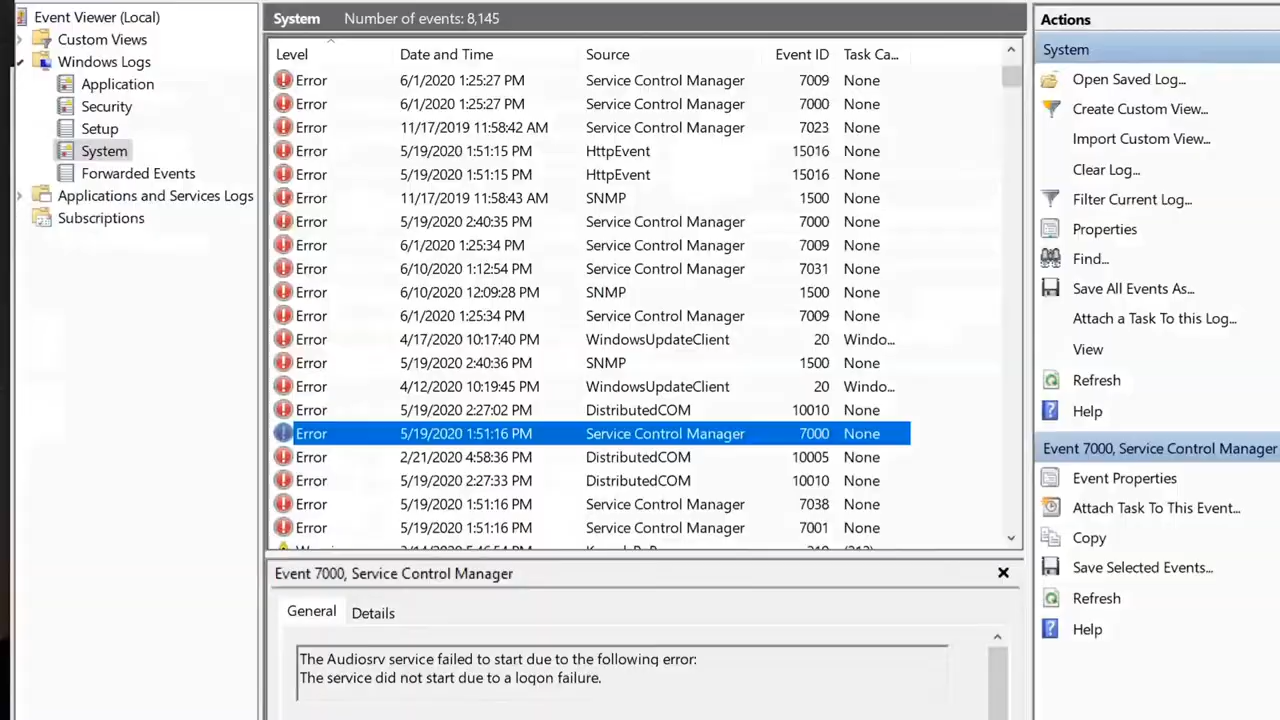 Event Viewer (Local)
Custom Views
Windows Logs
Application
Security
Setup
System
Forwarded Events
Applications and Services Logs
Subscriptions
System Number of events: 8,145
Level Date and Time Source Event ID Task Ca...
Error 6/1/2020 1:25:27 PM Service Control Manager 7009 None
Error 6/1/2020 1:25:27 PM Service Control Manager 7000 None
Error 11/17/2019 11:58:42 AM Service Control Manager 7023 None
Error 5/19/2020 1:51:15 PM HttpEvent 15016 None
Error 5/19/2020 1:51:15 PM HttpEvent 15016 None
Error 11/17/2019 11:58:43 AM SNMP 1500 None
Error 5/19/2020 2:40:35 PM Service Control Manager 7000 None
Error 6/1/2020 1:25:34 PM Service Control Manager 7009 None
Error 6/10/2020 1:12:54 PM Service Control Manager 7031 None
Error 6/10/2020 12:09:28 PM SNMP 1500 None
Error 6/1/2020 1:25:34 PM Service Control Manager 7009 None
Error 4/17/2020 10:17:40 PM WindowsUpdateClient 20 Windo...
Error 5/19/2020 2:40:36 PM SNMP 1500 None
Error 4/12/2020 10:19:45 PM WindowsUpdateClient 20 Windo...
Error 5/19/2020 2:27:02 PM DistributedCOM 10010 None
Error 5/19/2020 1:51:16 PM Service Control Manager 7000 None
Error 2/21/2020 4:58:36 PM DistributedCOM 10005 None
Error 5/19/2020 2:27:33 PM DistributedCOM 10010 None
Error 5/19/2020 1:51:16 PM Service Control Manager 7038 None
Error 5/19/2020 1:51:16 PM Service Control Manager 7001 None
Event 7000, Service Control Manager
General Details
The Audiosrv service failed to start due to the following error:
The service did not start due to a logon failure.
Actions
System
Open Saved Log...
Create Custom View...
Import Custom View...
Clear Log...
Filter Current Log...
Properties
Find...
Save All Events As...
Attach a Task To this Log...
View
Refresh
Help
Event 7000, Service Control Manager
Event Properties
Attach Task To This Event...
Copy
Save Selected Events...
Refresh
Help